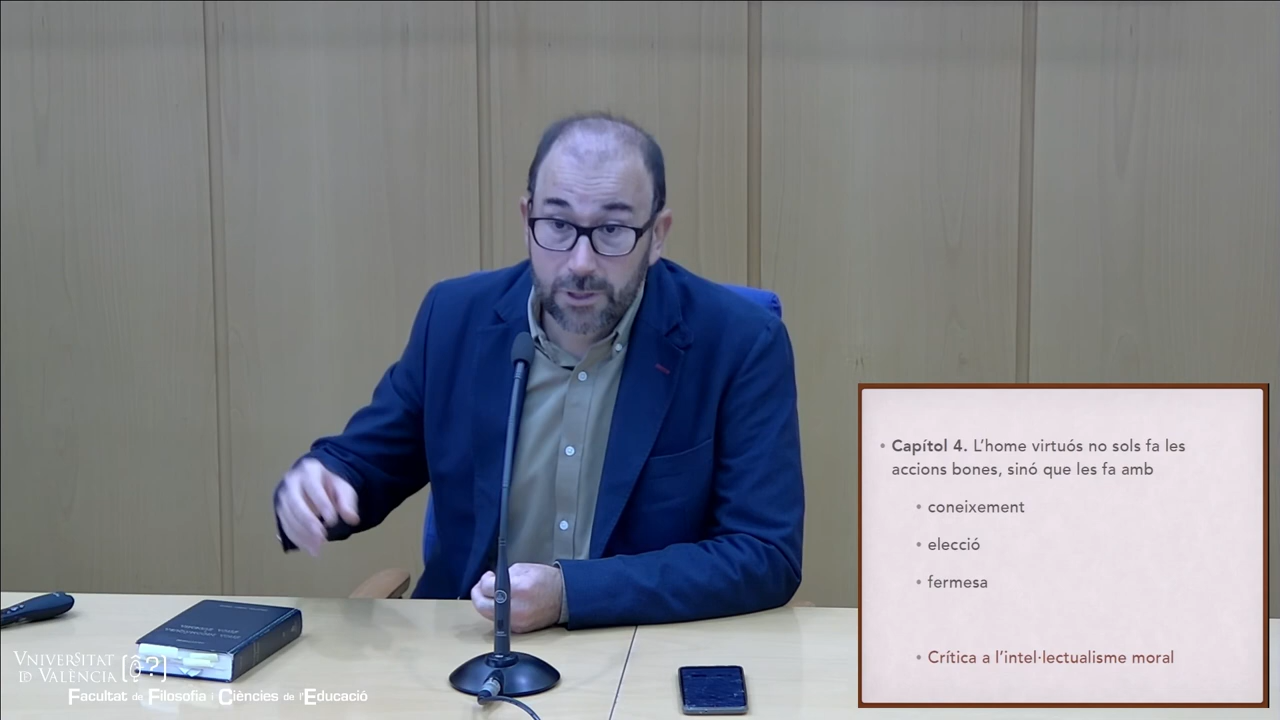 • Capítol 4. L'home virtuós no sols fa les
accions bones, sinó que les fa amb
• coneixement
• elecció
• fermesa
• Crítica a l'intel·lectualisme moral
VNIVERSITAT
ID VALÈNCIA [ô?]
Facultat de Filosofia i Ciències de l'Educació